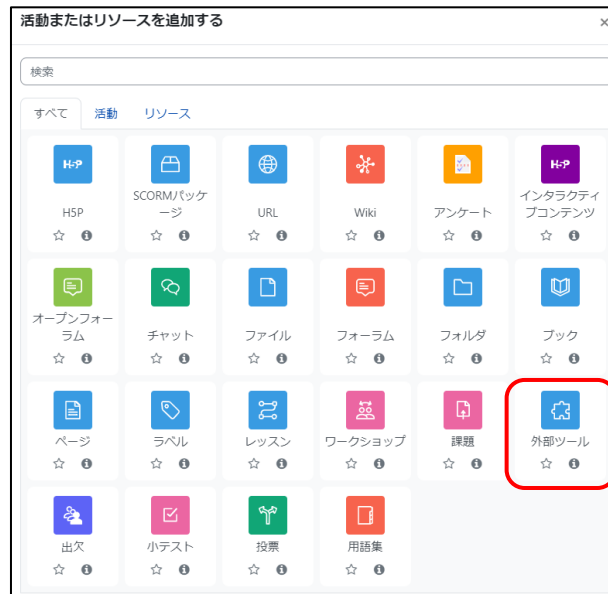 活動またはリソースを追加する ×
検索
すべて 活動 リソース
H5P
H5P
SCORMパッケ
ージ
URL
Wiki
アンケート
H5P
インタラクティ
ブコンテンツ
オープンフォー
ラム
チャット
ファイル
フォーラム
フォルダ
ブック
ページ
ラベル
レッスン
ワークショップ
課題
外部ツール
出欠
小テスト
投票
用語集